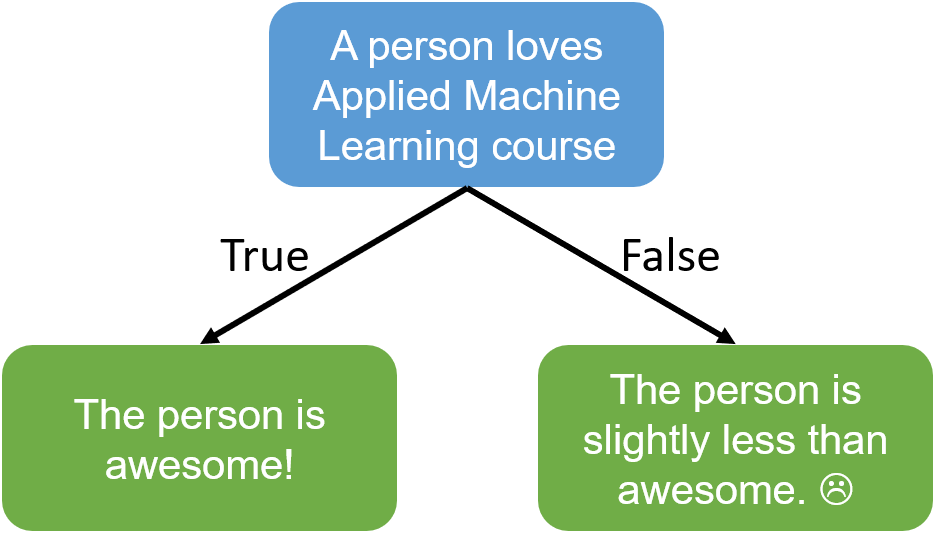 A person loves
Applied Machine
Learning course
True
False
The person is
awesome!
The person is
slightly less than
awesome. ☹